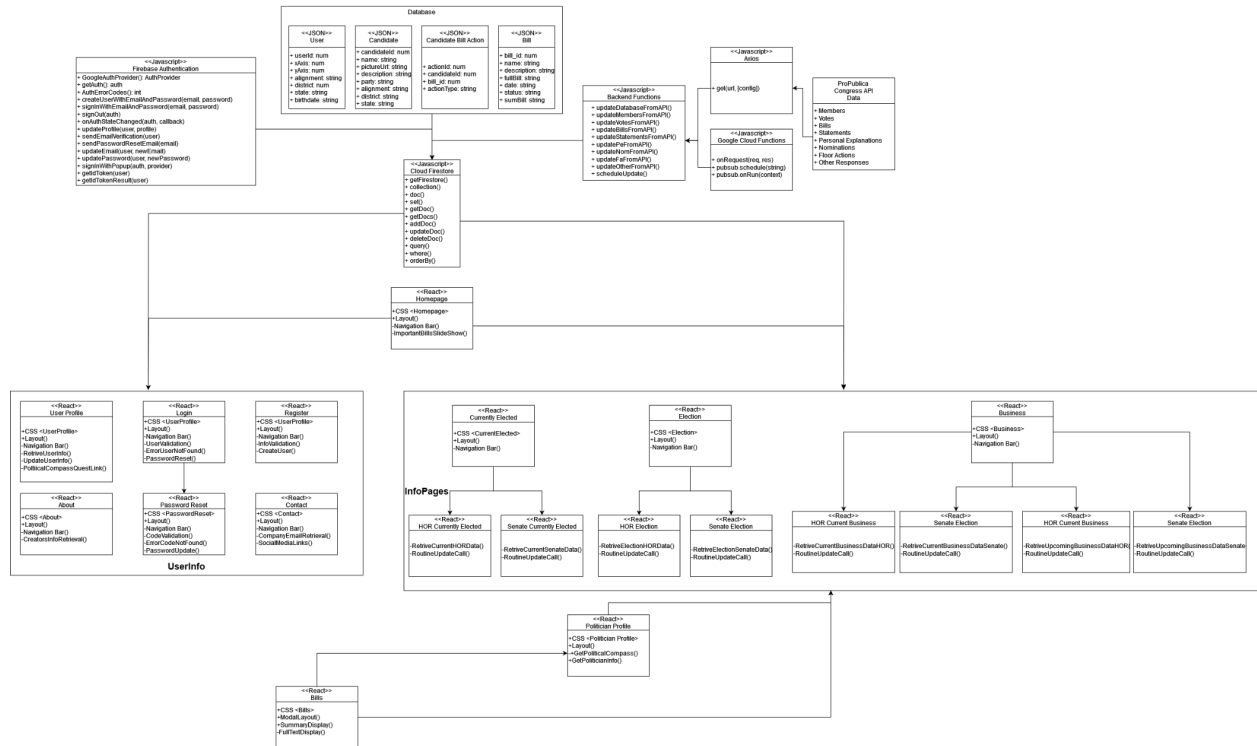 Database
<<JSON>>
User
+ userId: num
+ xAxis: num
+ yAxis: num
+ alignment: string
+ district: num
+ state: string
+ birthdate: string
<<JSON>>
Candidate
+ candidateId: num
+ name: string
+ pictureUrl: string
+ description: string
+ party: string
+ alignment: string
+ district: string
+ state: string
<<JSON>>
Candidate Bill Action
+ actionId: num
+ candidateId: num
+ bill_id: num
+ actionType: string
<<JSON>>
Bill
+ bill_id: num
+ name: string
+ description: string
+ fullBill: string
+ date: string
+ status: string
+ sumBill: string
<<Javascript>>
Firebase Authentication
+ GoogleAuthProvider(): AuthProvider
+ getAuth(): auth
+ AuthErrorCodes(): int
+ createUserWithEmailAndPassword(email, password)
+ signInWithEmailAndPassword(email, password)
+ signOut(auth)
+ onAuthStateChanged(auth, callback)
+ updateProfile(user, profile)
+ sendEmailVerification(user)
+ sendPasswordResetEmail(email)
+ updateEmail(user, newEmail)
+ updatePassword(user, newPassword)
+ signInWithPopup(auth, provider)
+ getIdToken(user)
+ getIdTokenResult(user)
<<Javascript>>
Backend Functions
+ updateDatabaseFromAPI()
+ updateMembersFromAPI()
+ updateVotesFromAPI()
+ updateBillsFromAPI()
+ updateStatementsFromAPI()
+ updatePeFromAPI()
+ updateNomFromAPI()
+ updateFaFromAPI()
+ updateOtherFromAPI()
+ scheduleUpdate()
<<Javascript>>
Axios
+ get(url, [config])
<<Javascript>>
Google Cloud Functions
+ onRequest(req, res)
+ pubsub.schedule(string)
+ pubsub.onRun(context)
ProPublica
Congress API
Data
+ Members
+ Votes
+ Bills
+ Statements
+ Personal Explanations
+ Nominations
+ Floor Actions
+ Other Responses
<<Javascript>>
Cloud Firestore
+ getFirestore()
+ collection()
+ doc()
+ set()
+ getDoc()
+ getDocs()
+ addDoc()
+ updateDoc()
+ deleteDoc()
+ query()
+ where()
+ orderBy()
<<React>>
Homepage
+CSS <Homepage>
+Layout()
-Navigation Bar()
-ImportantBillsSlideShow()
<<React>>
User Profile
+CSS <UserProfile>
+Layout()
-Navigation Bar()
-RetriveUserInfo()
-UpdateUserInfo()
-PoltiicalCompassQuestLink()
<<React>>
Login
+CSS <UserProfile>
+Layout()
-Navigation Bar()
-UserValidation()
-ErrorUserNotFound()
-PasswordReset()
<<React>>
Register
+CSS <UserProfile>
+Layout()
-Navigation Bar()
-InfoValidation()
-CreateUser()
<<React>>
About
+CSS <About>
+Layout()
-Navigation Bar()
-CreatorsInfoRetrieval()
<<React>>
Password Reset
+CSS <PasswordReset>
+Layout()
-Navigation Bar()
-CodeValidation()
-ErrorCodeNotFound()
-PasswordUpdate()
<<React>>
Contact
+CSS <Contact>
+Layout()
-Navigation Bar()
-CompanyEmailRetrieval()
-SocialMediaLinks()
UserInfo
<<React>>
Currently Elected
+CSS <CurrentElected>
+Layout()
-Navigation Bar()
<<React>>
Election
+CSS <Election>
+Layout()
-Navigation Bar()
<<React>>
Business
+CSS <Business>
+Layout()
-Navigation Bar()
InfoPages
<<React>>
HOR Currently Elected
-RetriveCurrentHORData()
-RoutineUpdateCall()
<<React>>
Senate Currently Elected
-RetriveCurrentSenateData()
-RoutineUpdateCall()
<<React>>
HOR Election
-RetriveElectionHORData()
-RoutineUpdateCall()
<<React>>
Senate Election
-RetriveElectionSenateData()
-RoutineUpdateCall()
<<React>>
HOR Current Business
-RetriveCurrentBusinessDataHOR()
-RoutineUpdateCall()
<<React>>
Senate Election
-RetriveCurrentBusinessDataSenate()
-RoutineUpdateCall()
<<React>>
HOR Current Business
-RetriveUpcomingBusinessDataHOR()
-RoutineUpdateCall()
<<React>>
Senate Election
-RetriveUpcomingBusinessDataSenate
-RoutineUpdateCall()
<<React>>
Politician Profile
+CSS <Politician Profile>
+Layout()
-+GetPoliticalCompass()
+GetPoliticianInfo()
<<React>>
Bills
+CSS <Bills>
+ModalLayout()
+SummaryDisplay()
-FullTextDisplay()